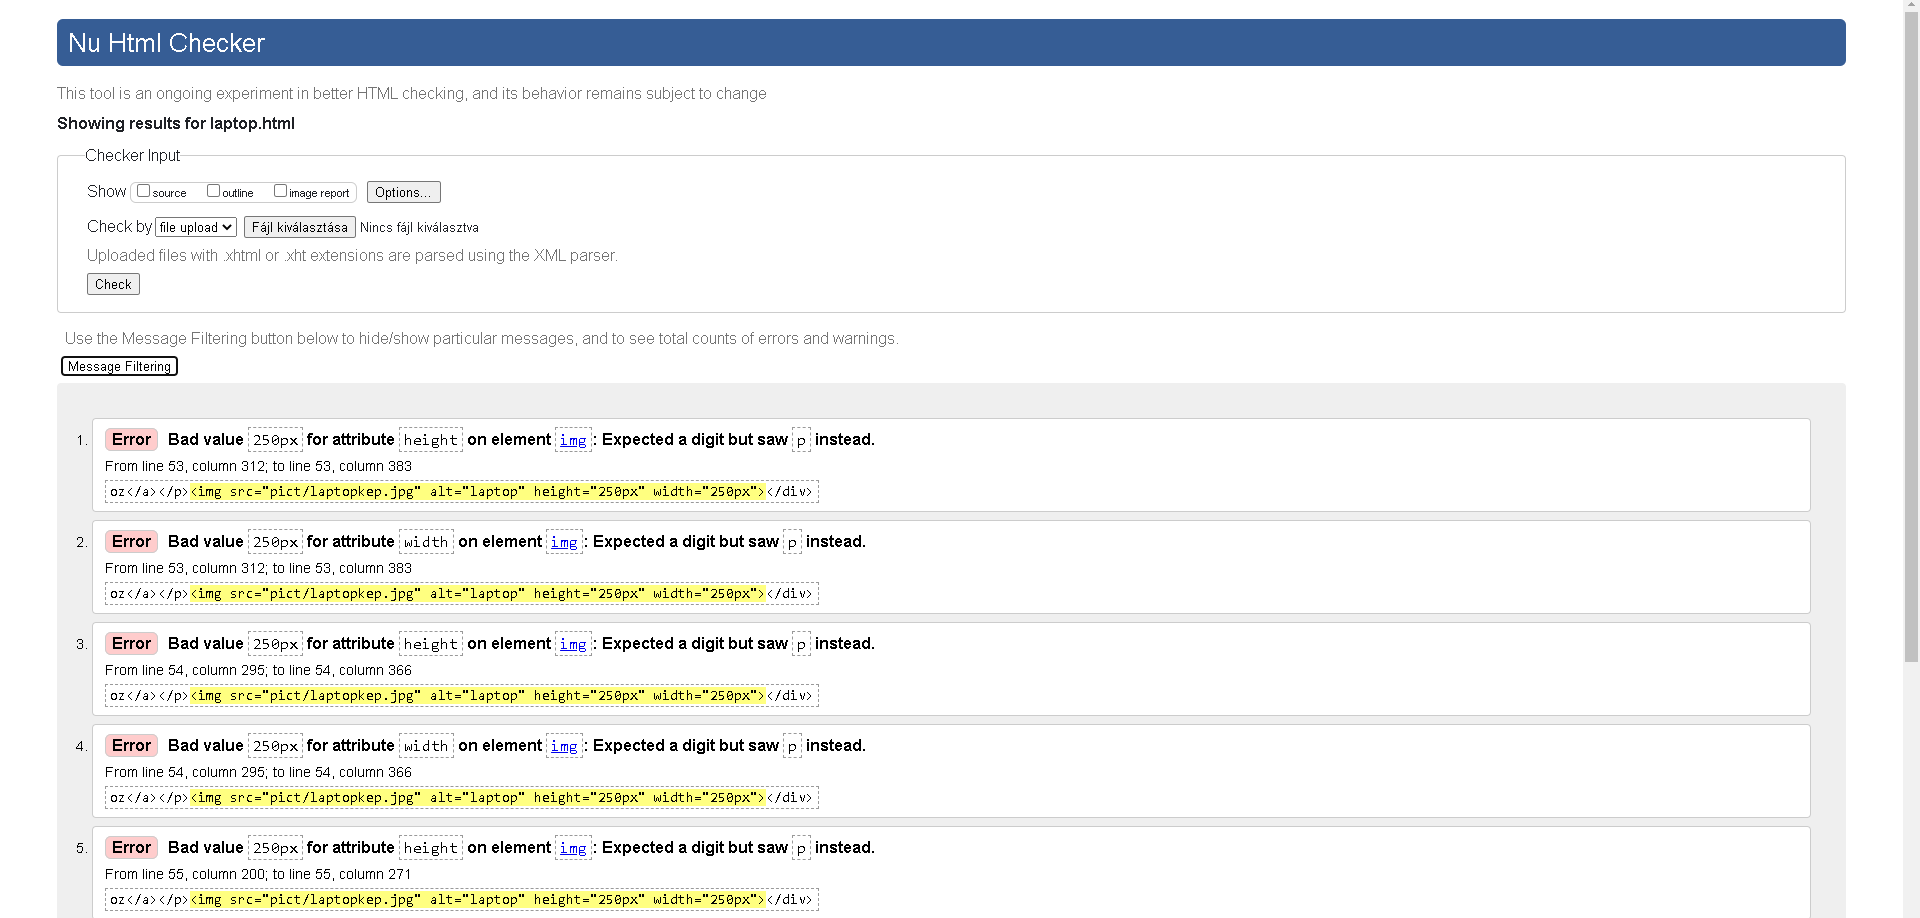 Nu Html Checker
This tool is an ongoing experiment in better HTML checking, and its behavior remains subject to change
Showing results for laptop.html
Checker Input
Show source outline image report Options...
Check by file upload Fájl kiválasztása Nincs fájl kiválasztva
Uploaded files with .xhtml or .xht extensions are parsed using the XML parser.
Check
Use the Message Filtering button below to hide/show particular messages, and to see total counts of errors and warnings.
Message Filtering
1. Error Bad value 250px for attribute height on element img: Expected a digit but saw p instead.
From line 53, column 312; to line 53, column 383
oz</a></p><img src="pict/laptopkep.jpg" alt="laptop" height="250px" width="250px"></div>
2. Error Bad value 250px for attribute width on element img: Expected a digit but saw p instead.
From line 53, column 312; to line 53, column 383
oz</a></p><img src="pict/laptopkep.jpg" alt="laptop" height="250px" width="250px"></div>
3. Error Bad value 250px for attribute height on element img: Expected a digit but saw p instead.
From line 54, column 295; to line 54, column 366
oz</a></p><img src="pict/laptopkep.jpg" alt="laptop" height="250px" width="250px"></div>
4. Error Bad value 250px for attribute width on element img: Expected a digit but saw p instead.
From line 54, column 295; to line 54, column 366
oz</a></p><img src="pict/laptopkep.jpg" alt="laptop" height="250px" width="250px"></div>
5. Error Bad value 250px for attribute height on element img: Expected a digit but saw p instead.
From line 55, column 200; to line 55, column 271
oz</a></p><img src="pict/laptopkep.jpg" alt="laptop" height="250px" width="250px"></div>